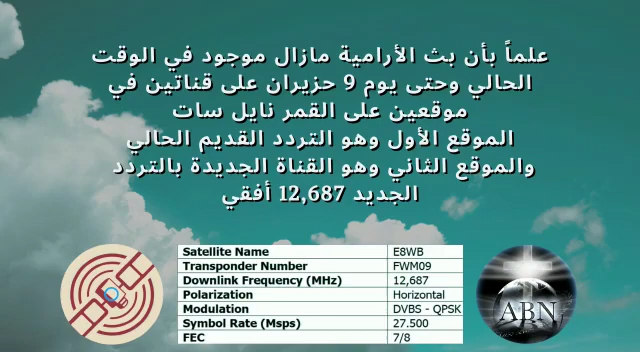 علماً بأن بث الأرامية مازال موجود في الوقت
الحالي وحتى يوم 9 حزيران على قناتين في
موقعين على القمر نايل سات
الموقع الأول وهو التردد القديم الحالي
والموقع الثاني وهو القناة الجديدة بالتردد
الجديد 12,687 أفقي
Satellite Name E8WB
Transponder Number FWM09
Downlink Frequency (MHz) 12,687
Polarization Horizontal
Modulation DVBS - QPSK
Symbol Rate (Msps) 27.500
FEC 7/8
ABN